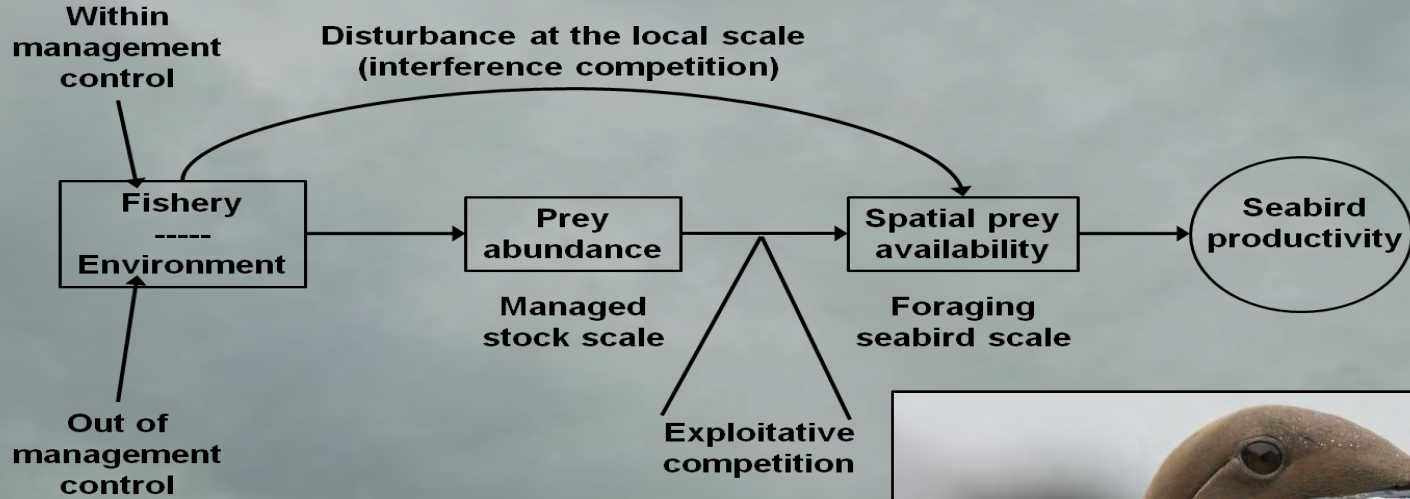 Within
management
control
Disturbance at the local scale
(interference competition)
Fishery
-----
Environment
Prey
abundance
Spatial prey
availability
Seabird
productivity
Managed
stock scale
Foraging
seabird scale
Out of
management
control
Exploitative
competition